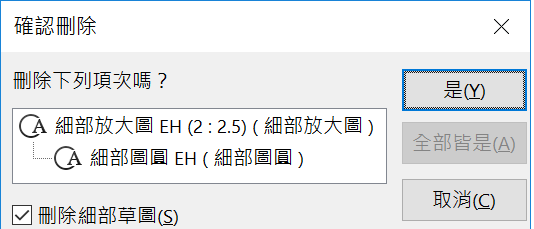 確認刪除
刪除下列項次嗎？
細部放大圖 EH (2 : 2.5) ( 細部放大圖 )
細部圖圓 EH ( 細部圖圓 )
刪除細部草圖(S)
是(Y)
全部皆是(A)
取消(C)